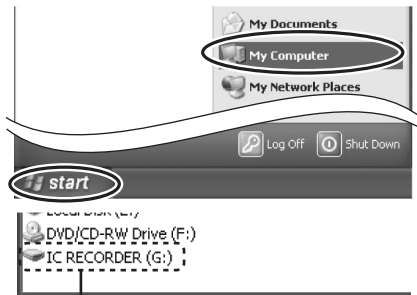 My Documents
My Computer
My Network Places
Log Off Shut Down
start
DVD/CD-RW Drive (F:)
IC RECORDER (G:)